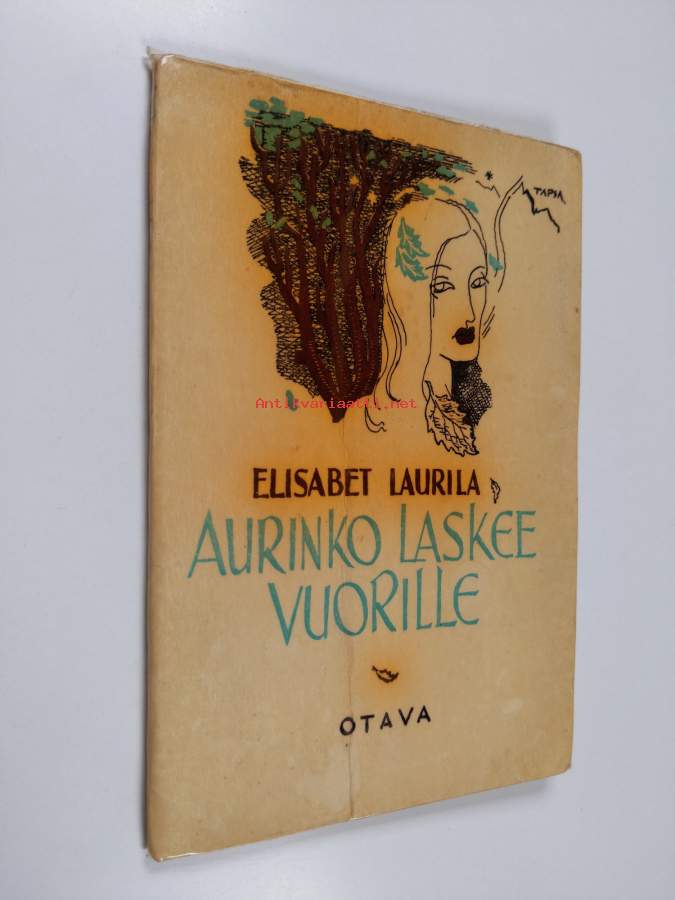 TAPSA
Antikvariaatti.net
ELISABET LAURILA
AURINKO LASKEE
VUORILLE
OTAVA